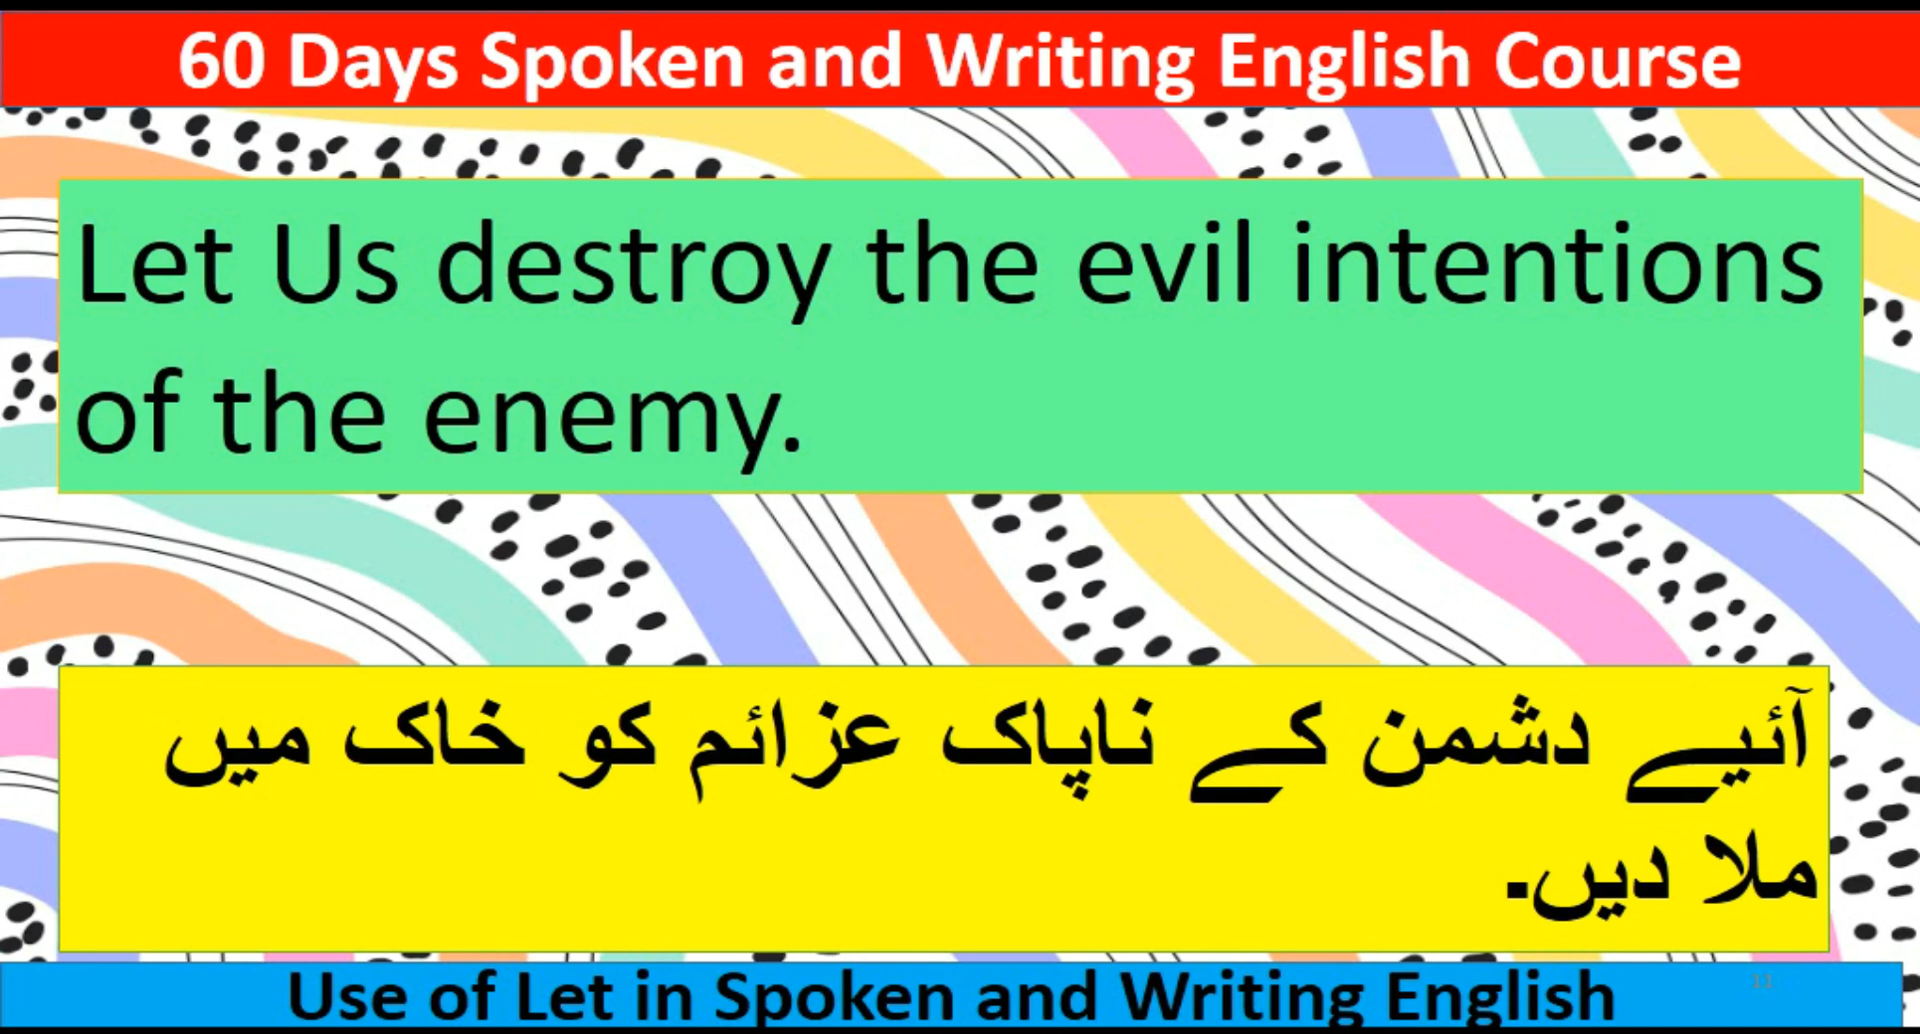 60 Days Spoken and Writing English Course
Let Us destroy the evil intentions
of the enemy.
آئیے دشمن کے ناپاک عزائم کو خاک میں
ملا دیں۔
Use of Let in Spoken and Writing English
11